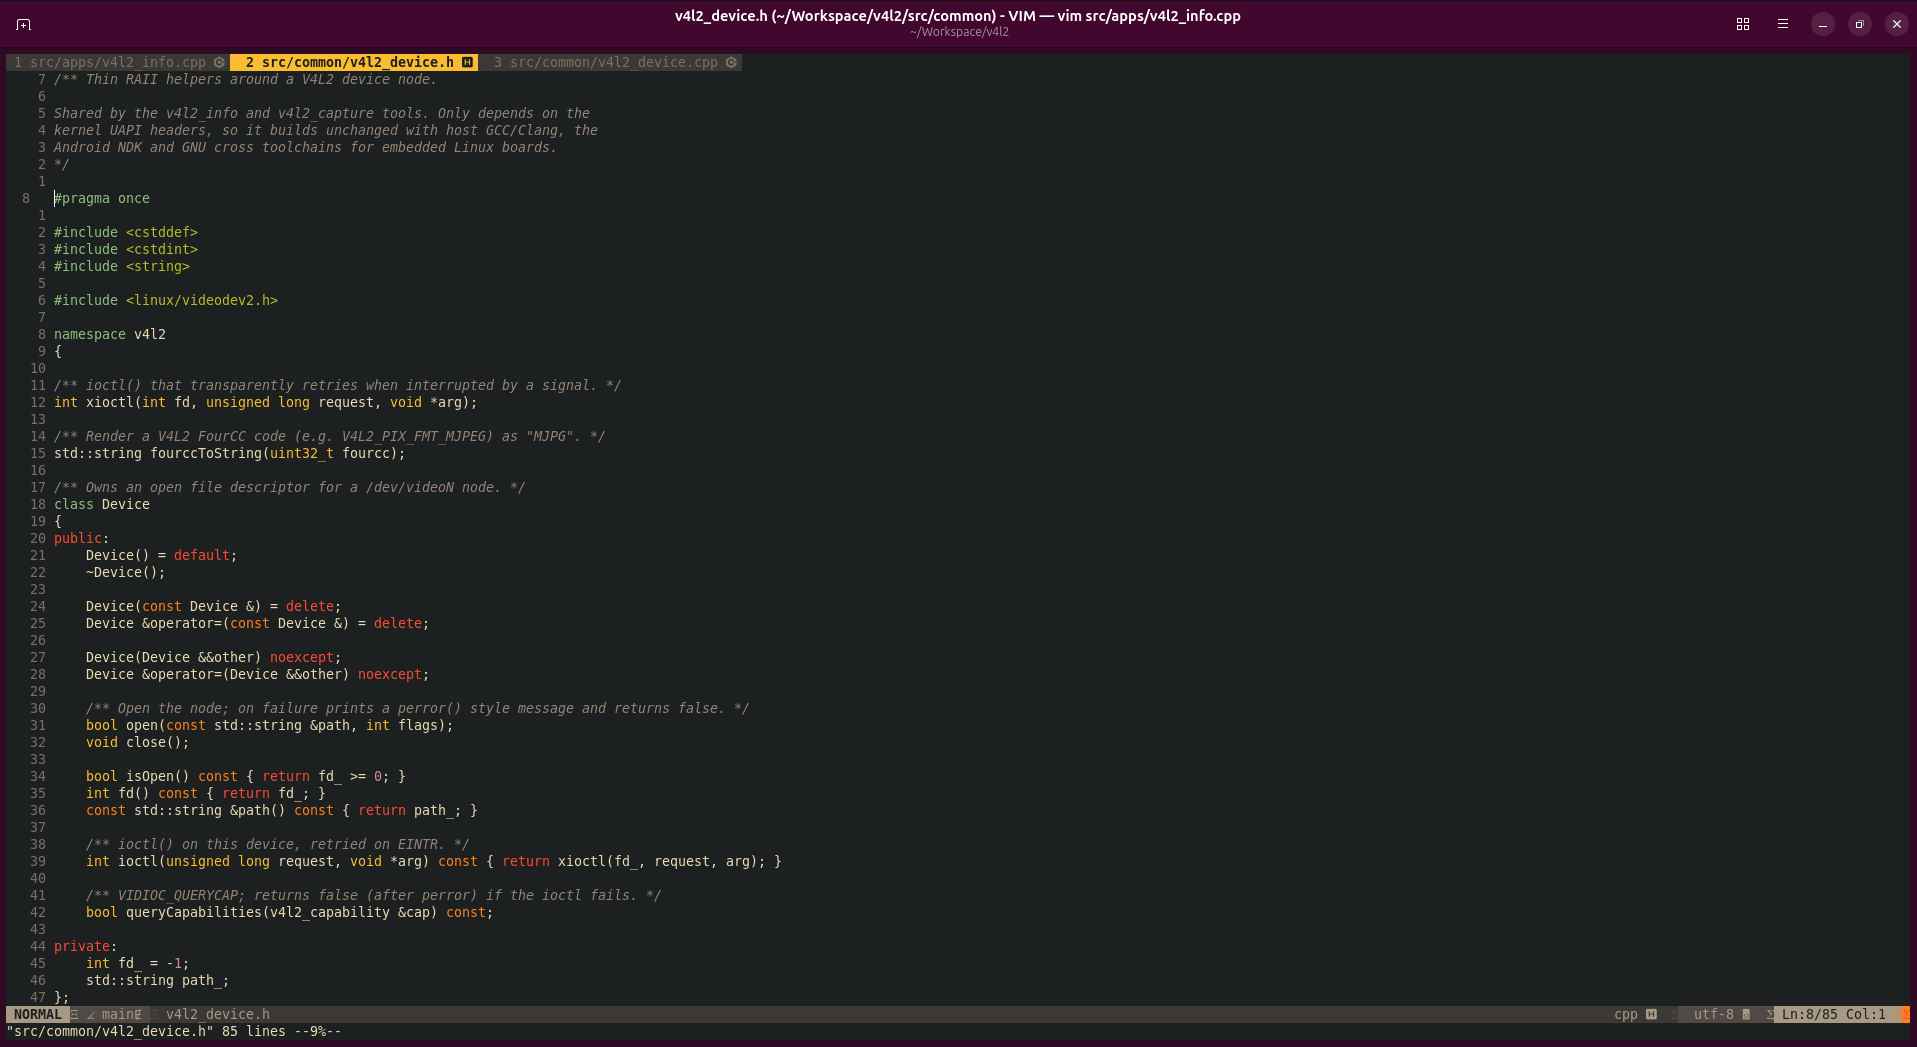 v4l2_device.h (~/Workspace/v4l2/src/common) - VIM — vim src/apps/v4l2_info.cpp
~/Workspace/v4l2
1 src/apps/v4l2_info.cpp 2 src/common/v4l2_device.h H 3 src/common/v4l2_device.cpp
7 /** Thin RAII helpers around a V4L2 device node.
6
5 Shared by the v4l2_info and v4l2_capture tools. Only depends on the
4 kernel UAPI headers, so it builds unchanged with host GCC/Clang, the
3 Android NDK and GNU cross toolchains for embedded Linux boards.
2 */
1
8 #pragma once
1
2 #include <cstddef>
3 #include <cstdint>
4 #include <string>
5
6 #include <linux/videodev2.h>
7
8 namespace v4l2
9 {
10
11 /** ioctl() that transparently retries when interrupted by a signal. */
12 int xioctl(int fd, unsigned long request, void *arg);
13
14 /** Render a V4L2 FourCC code (e.g. V4L2_PIX_FMT_MJPEG) as "MJPG". */
15 std::string fourccToString(uint32_t fourcc);
16
17 /** Owns an open file descriptor for a /dev/videoN node. */
18 class Device
19 {
20 public:
21     Device() = default;
22     ~Device();
23
24     Device(const Device &) = delete;
25     Device &operator=(const Device &) = delete;
26
27     Device(Device &&other) noexcept;
28     Device &operator=(Device &&other) noexcept;
29
30     /** Open the node; on failure prints a perror() style message and returns false. */
31     bool open(const std::string &path, int flags);
32     void close();
33
34     bool isOpen() const { return fd_ >= 0; }
35     int fd() const { return fd_; }
36     const std::string &path() const { return path_; }
37
38     /** ioctl() on this device, retried on EINTR. */
39     int ioctl(unsigned long request, void *arg) const { return xioctl(fd_, request, arg); }
40
41     /** VIDIOC_QUERYCAP; returns false (after perror) if the ioctl fails. */
42     bool queryCapabilities(v4l2_capability &cap) const;
43
44 private:
45     int fd_ = -1;
46     std::string path_;
47 };
NORMAL main v4l2_device.h cpp H utf-8 Ln:8/85 Col:1
"src/common/v4l2_device.h" 85 lines --9%--